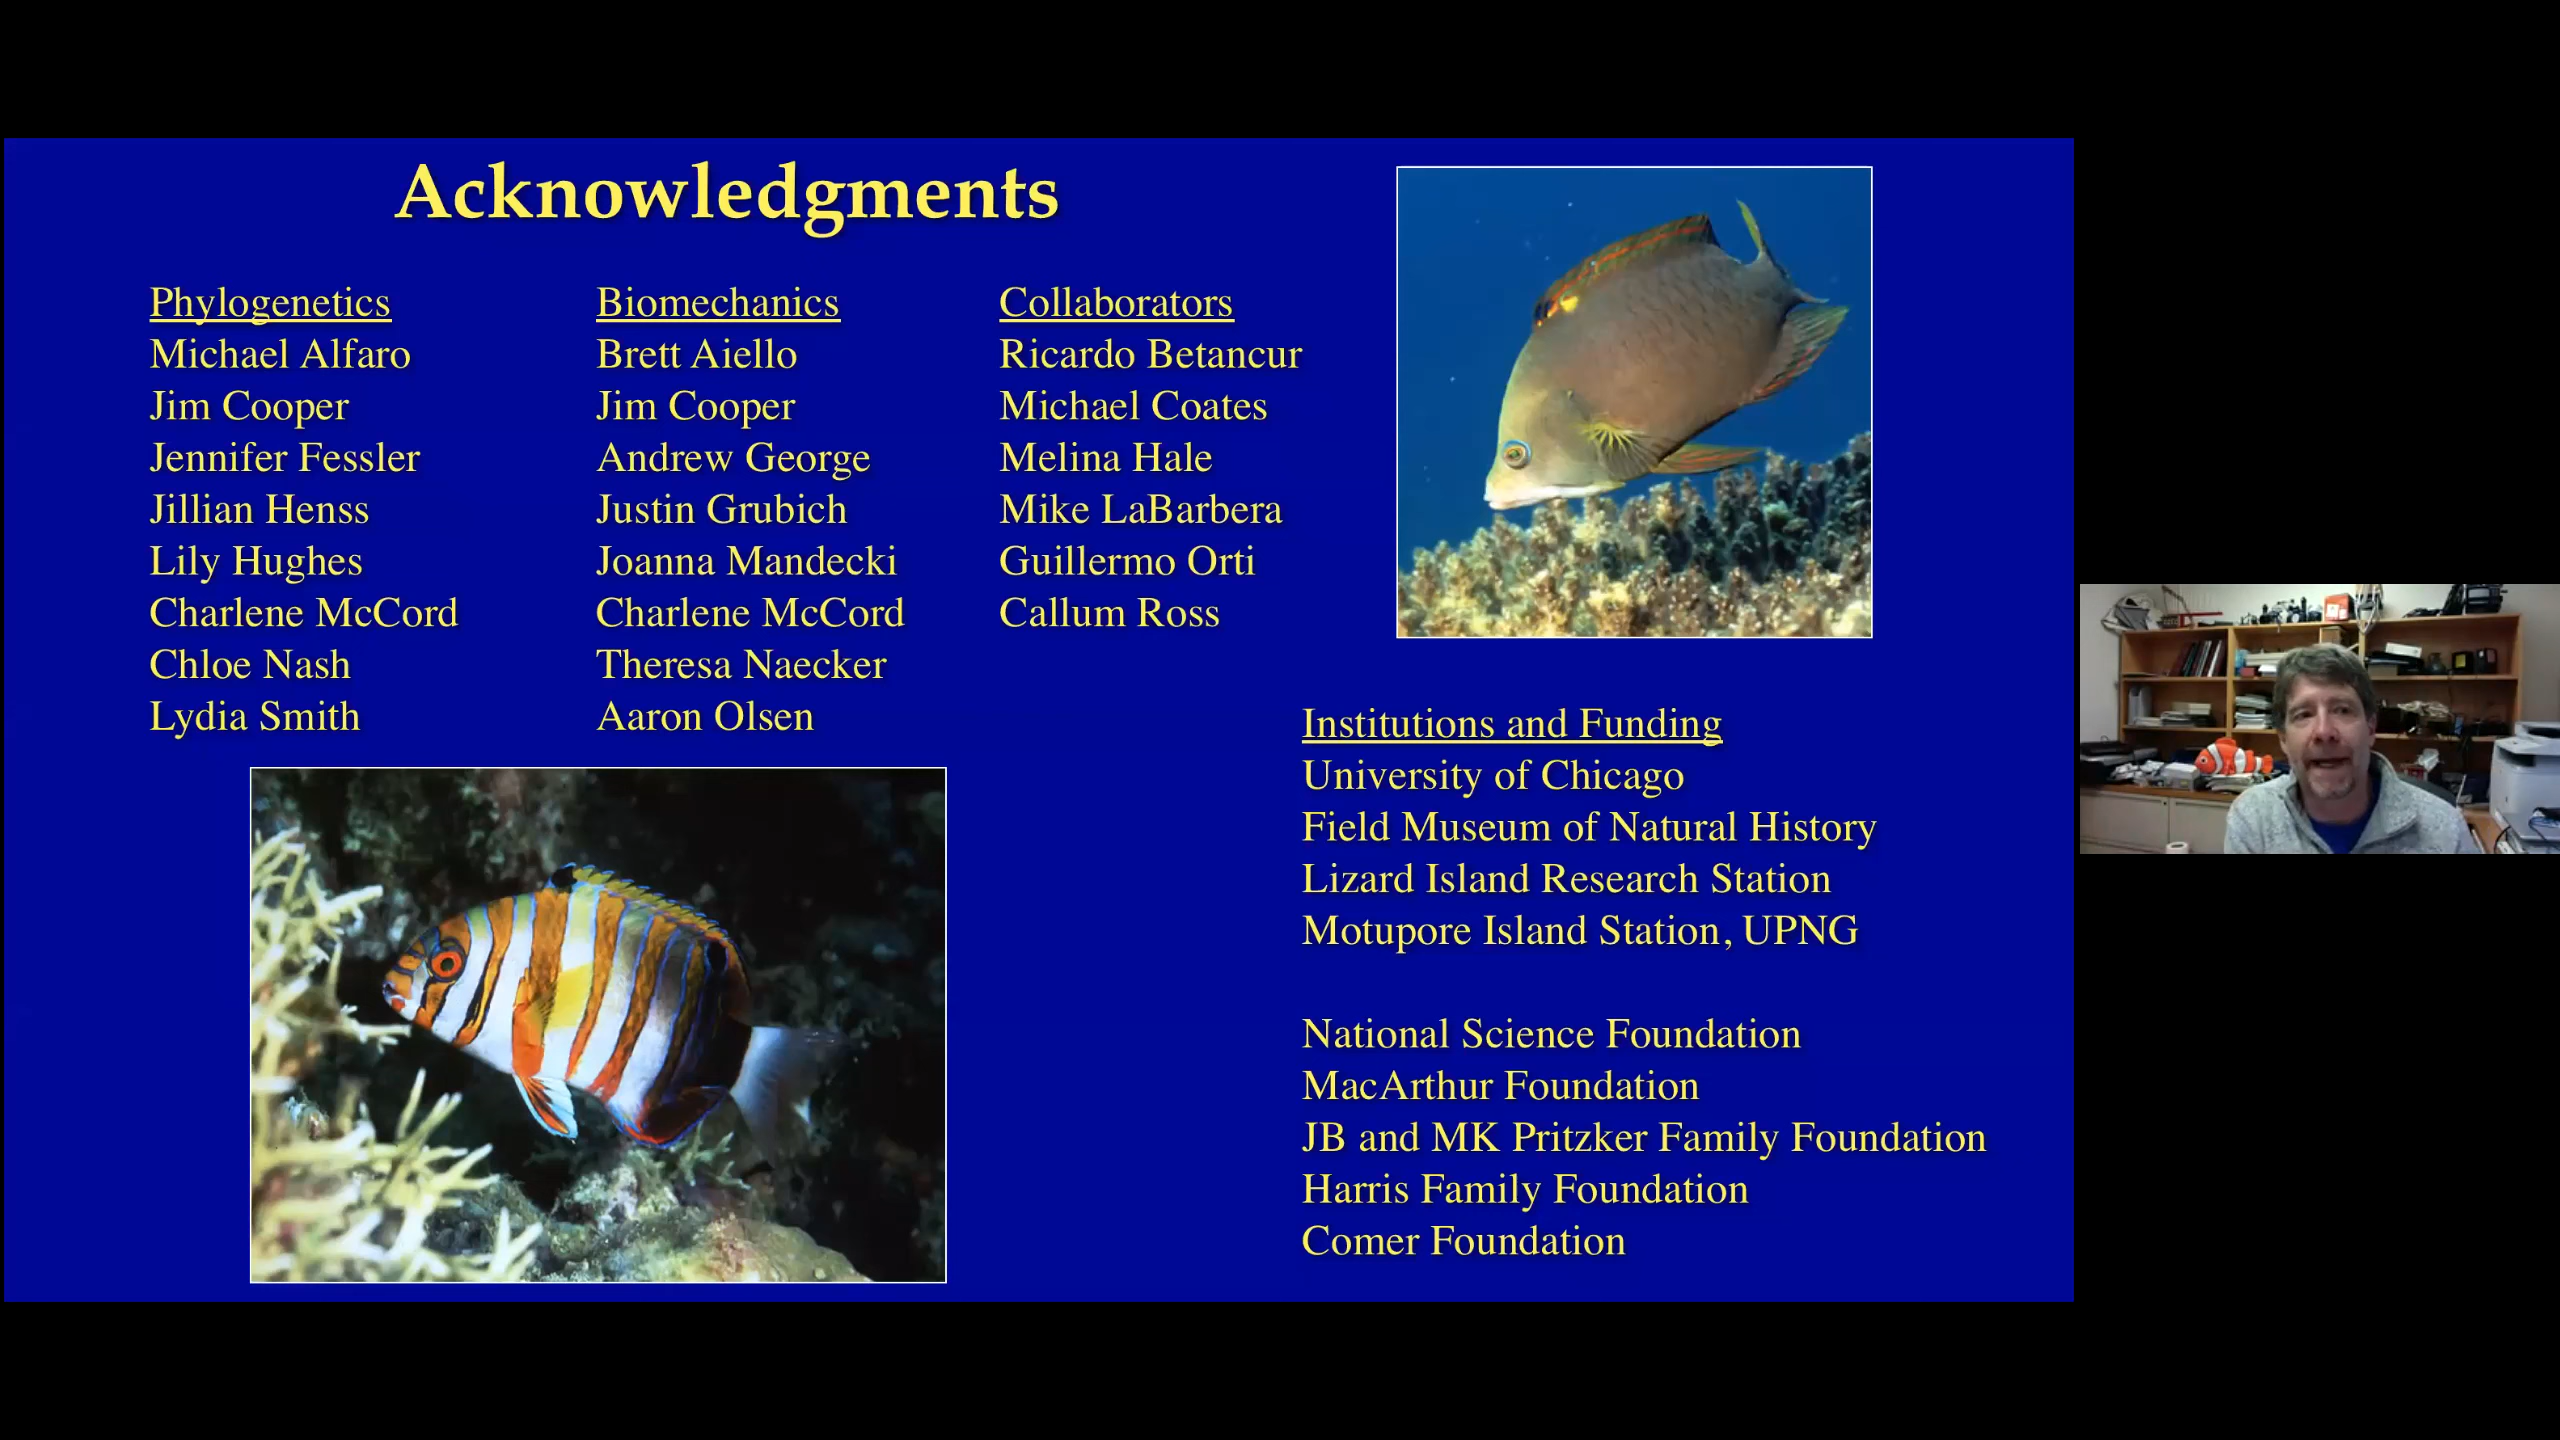 Acknowledgments
Phylogenetics
Michael Alfaro
Jim Cooper
Jennifer Fessler
Jillian Henss
Lily Hughes
Charlene McCord
Chloe Nash
Lydia Smith
Biomechanics
Brett Aiello
Jim Cooper
Andrew George
Justin Grubich
Joanna Mandecki
Charlene McCord
Theresa Naecker
Aaron Olsen
Collaborators
Ricardo Betancur
Michael Coates
Melina Hale
Mike LaBarbera
Guillermo Orti
Callum Ross
Institutions and Funding
University of Chicago
Field Museum of Natural History
Lizard Island Research Station
Motupore Island Station, UPNG
National Science Foundation
MacArthur Foundation
JB and MK Pritzker Family Foundation
Harris Family Foundation
Comer Foundation